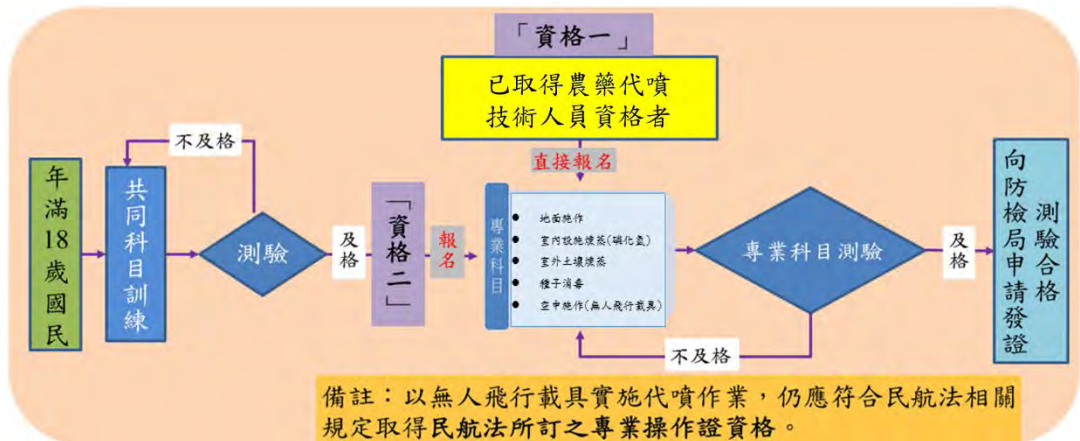 「資格一」
已取得農藥代噴
技術人員資格者
不及格
直接報名
年滿18歲國民
共同科目訓練
測驗
及格
「資格二」
報名
專業科目
● 地面施作
● 室內設施燻蒸(磷化氫)
● 室外土壤燻蒸
● 種子消毒
● 空中施作(無人飛行載具)
專業科目測驗
及格
測驗合格
向防檢局申請發證
不及格
備註：以無人飛行載具實施代噴作業，仍應符合民航法相關
規定取得民航法所訂之專業操作證資格。